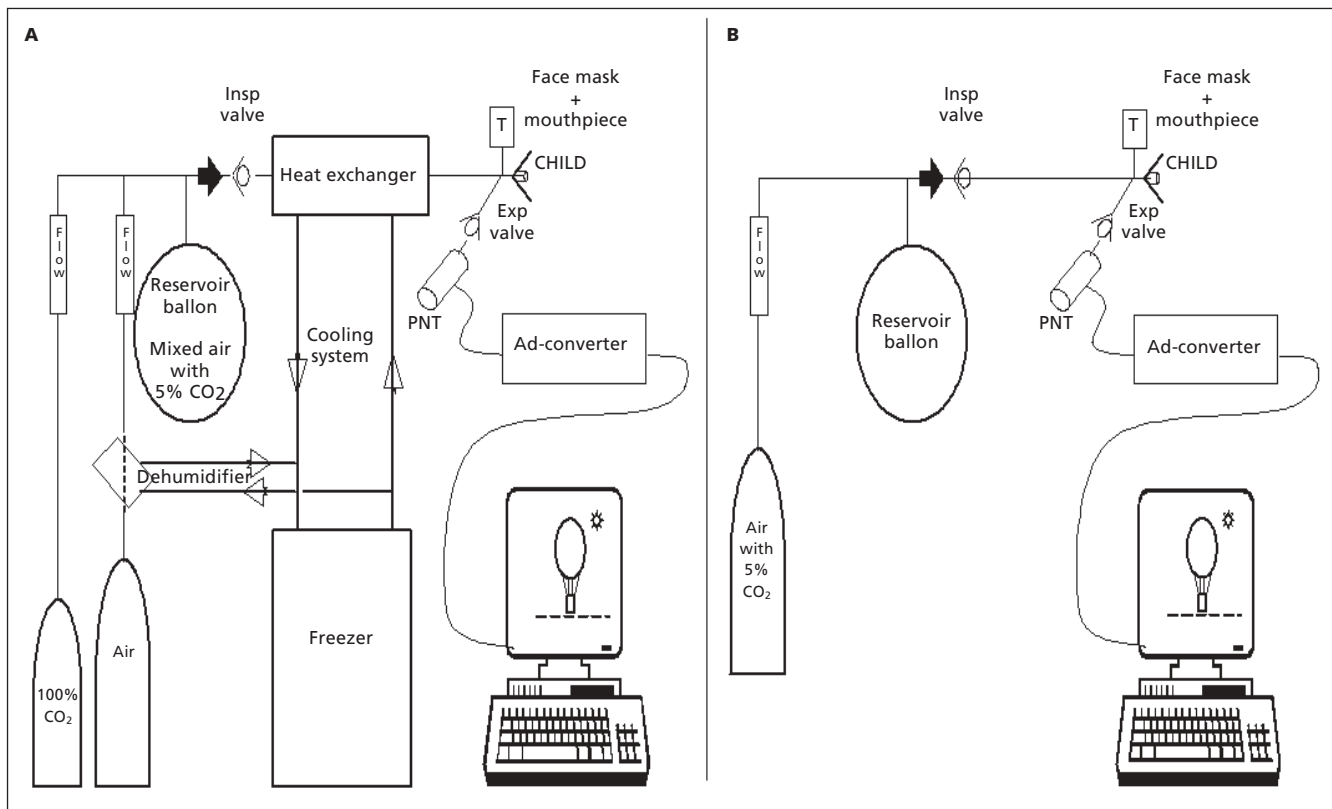 A
Insp
valve
Face mask
+
mouthpiece
T
Heat exchanger
CHILD
Exp
valve
Flow
Flow
Reservoir
ballon
Mixed air
with
5% CO2
Cooling
system
PNT
Ad-converter
Dehumidifier
Freezer
Air
100%
CO₂
B
Insp
valve
Face mask
+
mouthpiece
T
CHILD
Exp
valve
Flow
Reservoir
ballon
PNT
Ad-converter
Air
with
5%
CO₂